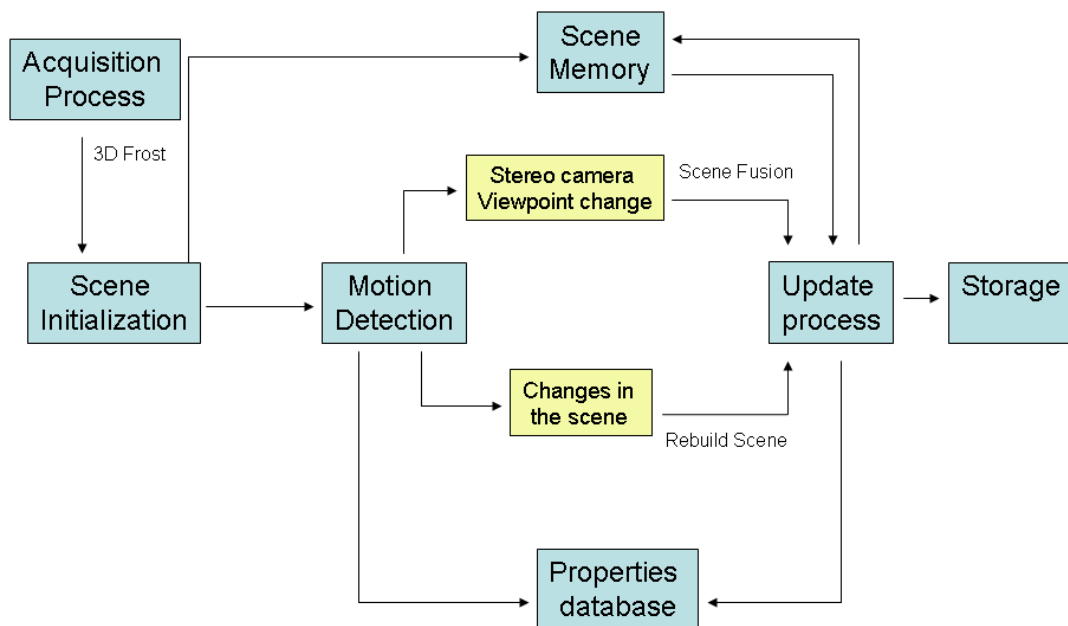 Acquisition
Process
Scene
Memory
3D Frost
Stereo camera
Viewpoint change
Scene Fusion
Scene
Initialization
Motion
Detection
Update
process
Storage
Changes in
the scene
Rebuild Scene
Properties
database